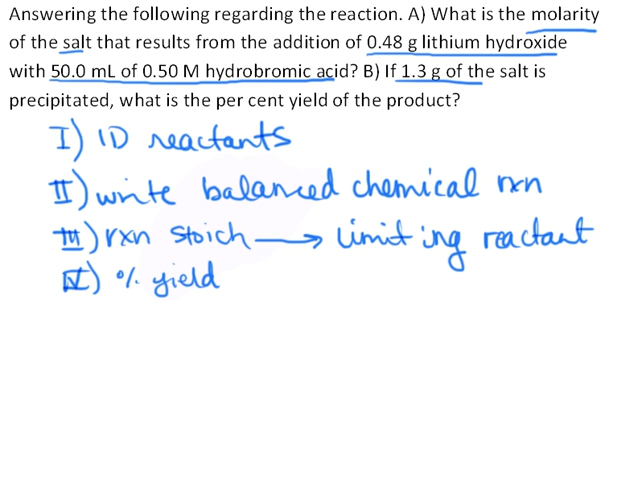 Answering the following regarding the reaction. A) What is the molarity
of the salt that results from the addition of 0.48 g lithium hydroxide
with 50.0 mL of 0.50 M hydrobromic acid? B) If 1.3 g of the salt is
precipitated, what is the per cent yield of the product?
I) ID reactants
II) write balanced chemical rxn
III) rxn stoich → limiting reactant
IV) % yield